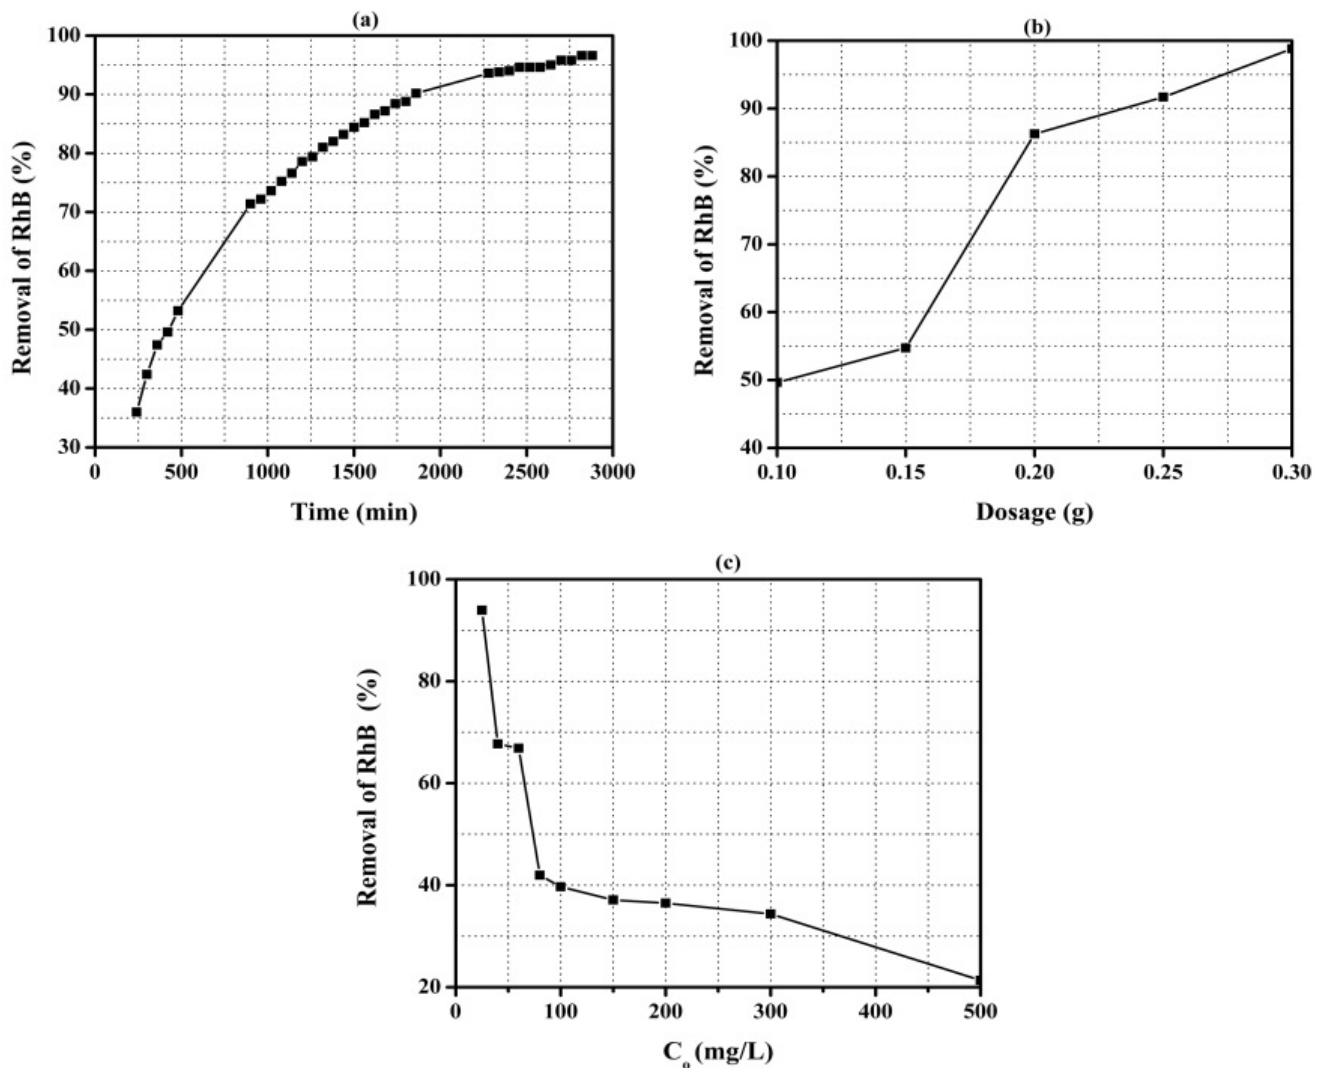 (a)
100
90
80
70
60
50
40
30
Removal of RhB (%)
0 500 1000 1500 2000 2500 3000
Time (min)
(b)
100
90
80
70
60
50
40
Removal of RhB (%)
0.10 0.15 0.20 0.25 0.30
Dosage (g)
(c)
100
80
60
40
20
Removal of RhB (%)
0 100 200 300 400 500
C₀ (mg/L)